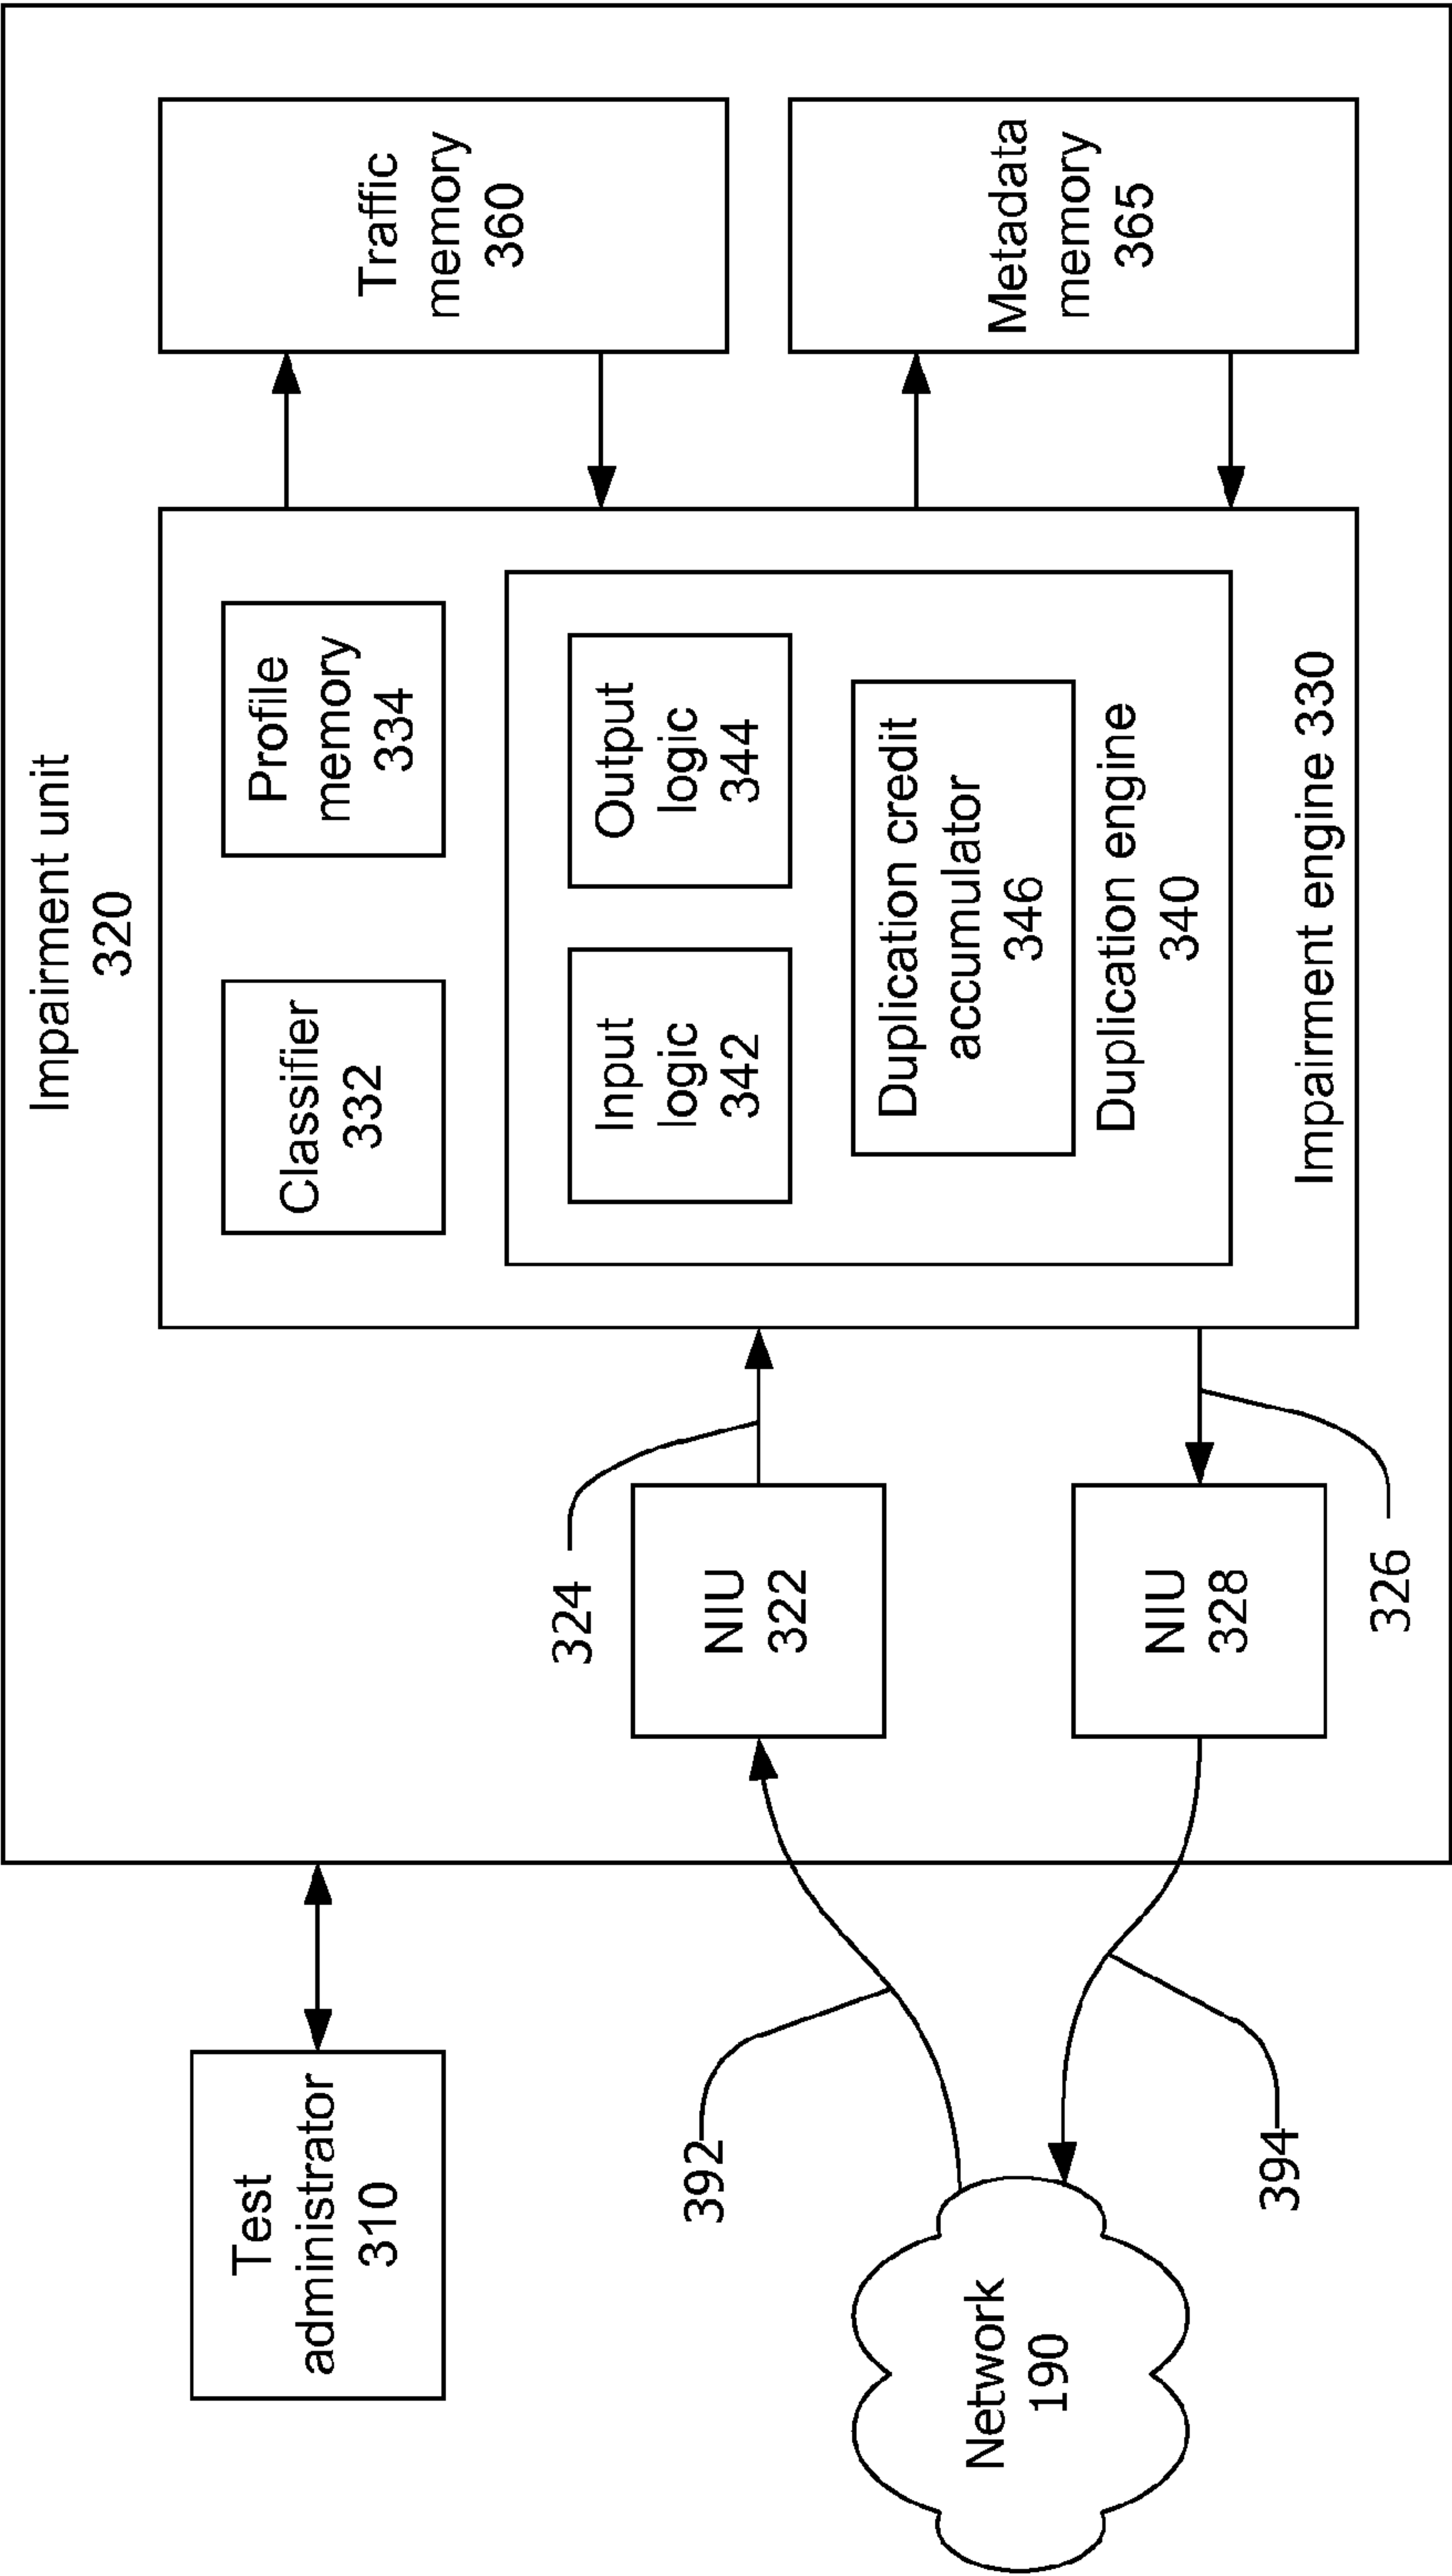 Impairment unit
320
Test
administrator
310
Classifier
332
Profile
memory
334
Traffic
memory
360
324
Input
logic
342
Output
logic
344
392
NIU
322
Duplication credit
accumulator
346
Network
190
Duplication engine
340
Metadata
memory
365
NIU
328
394
326
Impairment engine 330